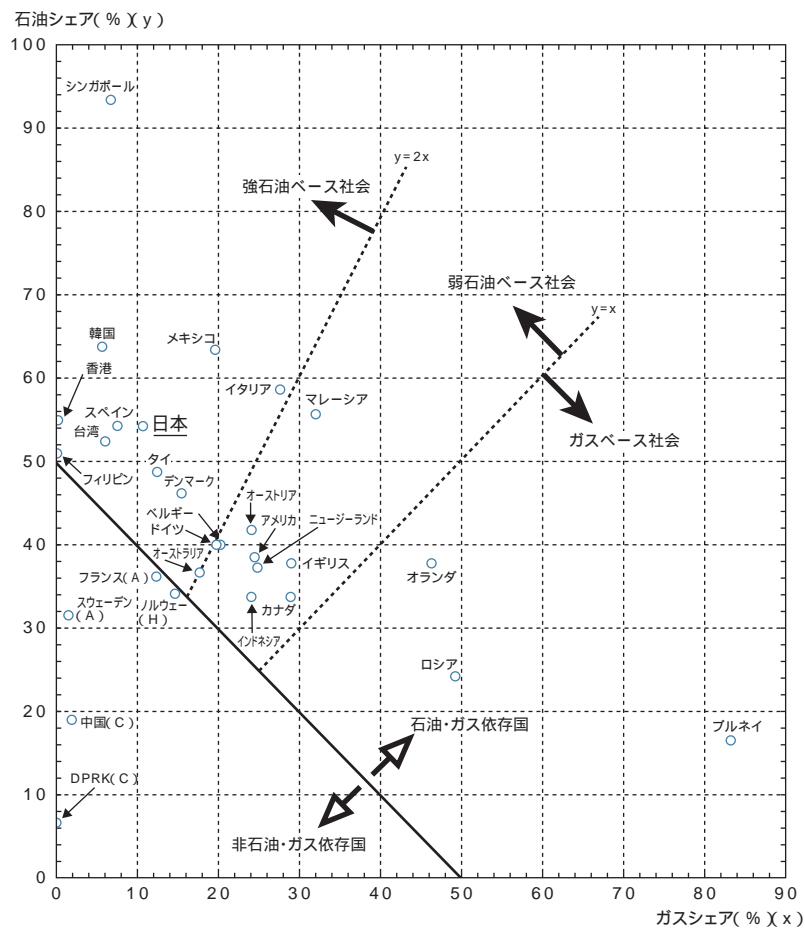 石油シェア(%)(y)
100
90
80
70
60
50
40
30
20
10
0
シンガポール
y=2x
強石油ベース社会
弱石油ベース社会
y=x
韓国
メキシコ
香港
イタリア
マレーシア
スペイン
日本
台湾
ガスベース社会
タイ
フィリピン
デンマーク
オーストリア
ベルギー
アメリカ
ニュージーランド
ドイツ
オーストラリア
イギリス
フランス(A)
オランダ
スウェーデン
(A)
ノルウェー
(H)
カナダ
インドネシア
ロシア
中国(C)
石油・ガス依存国
ブルネイ
DPRK(C)
非石油・ガス依存国
0 10 20 30 40 50 60 70 80 90
ガスシェア(%)(x)